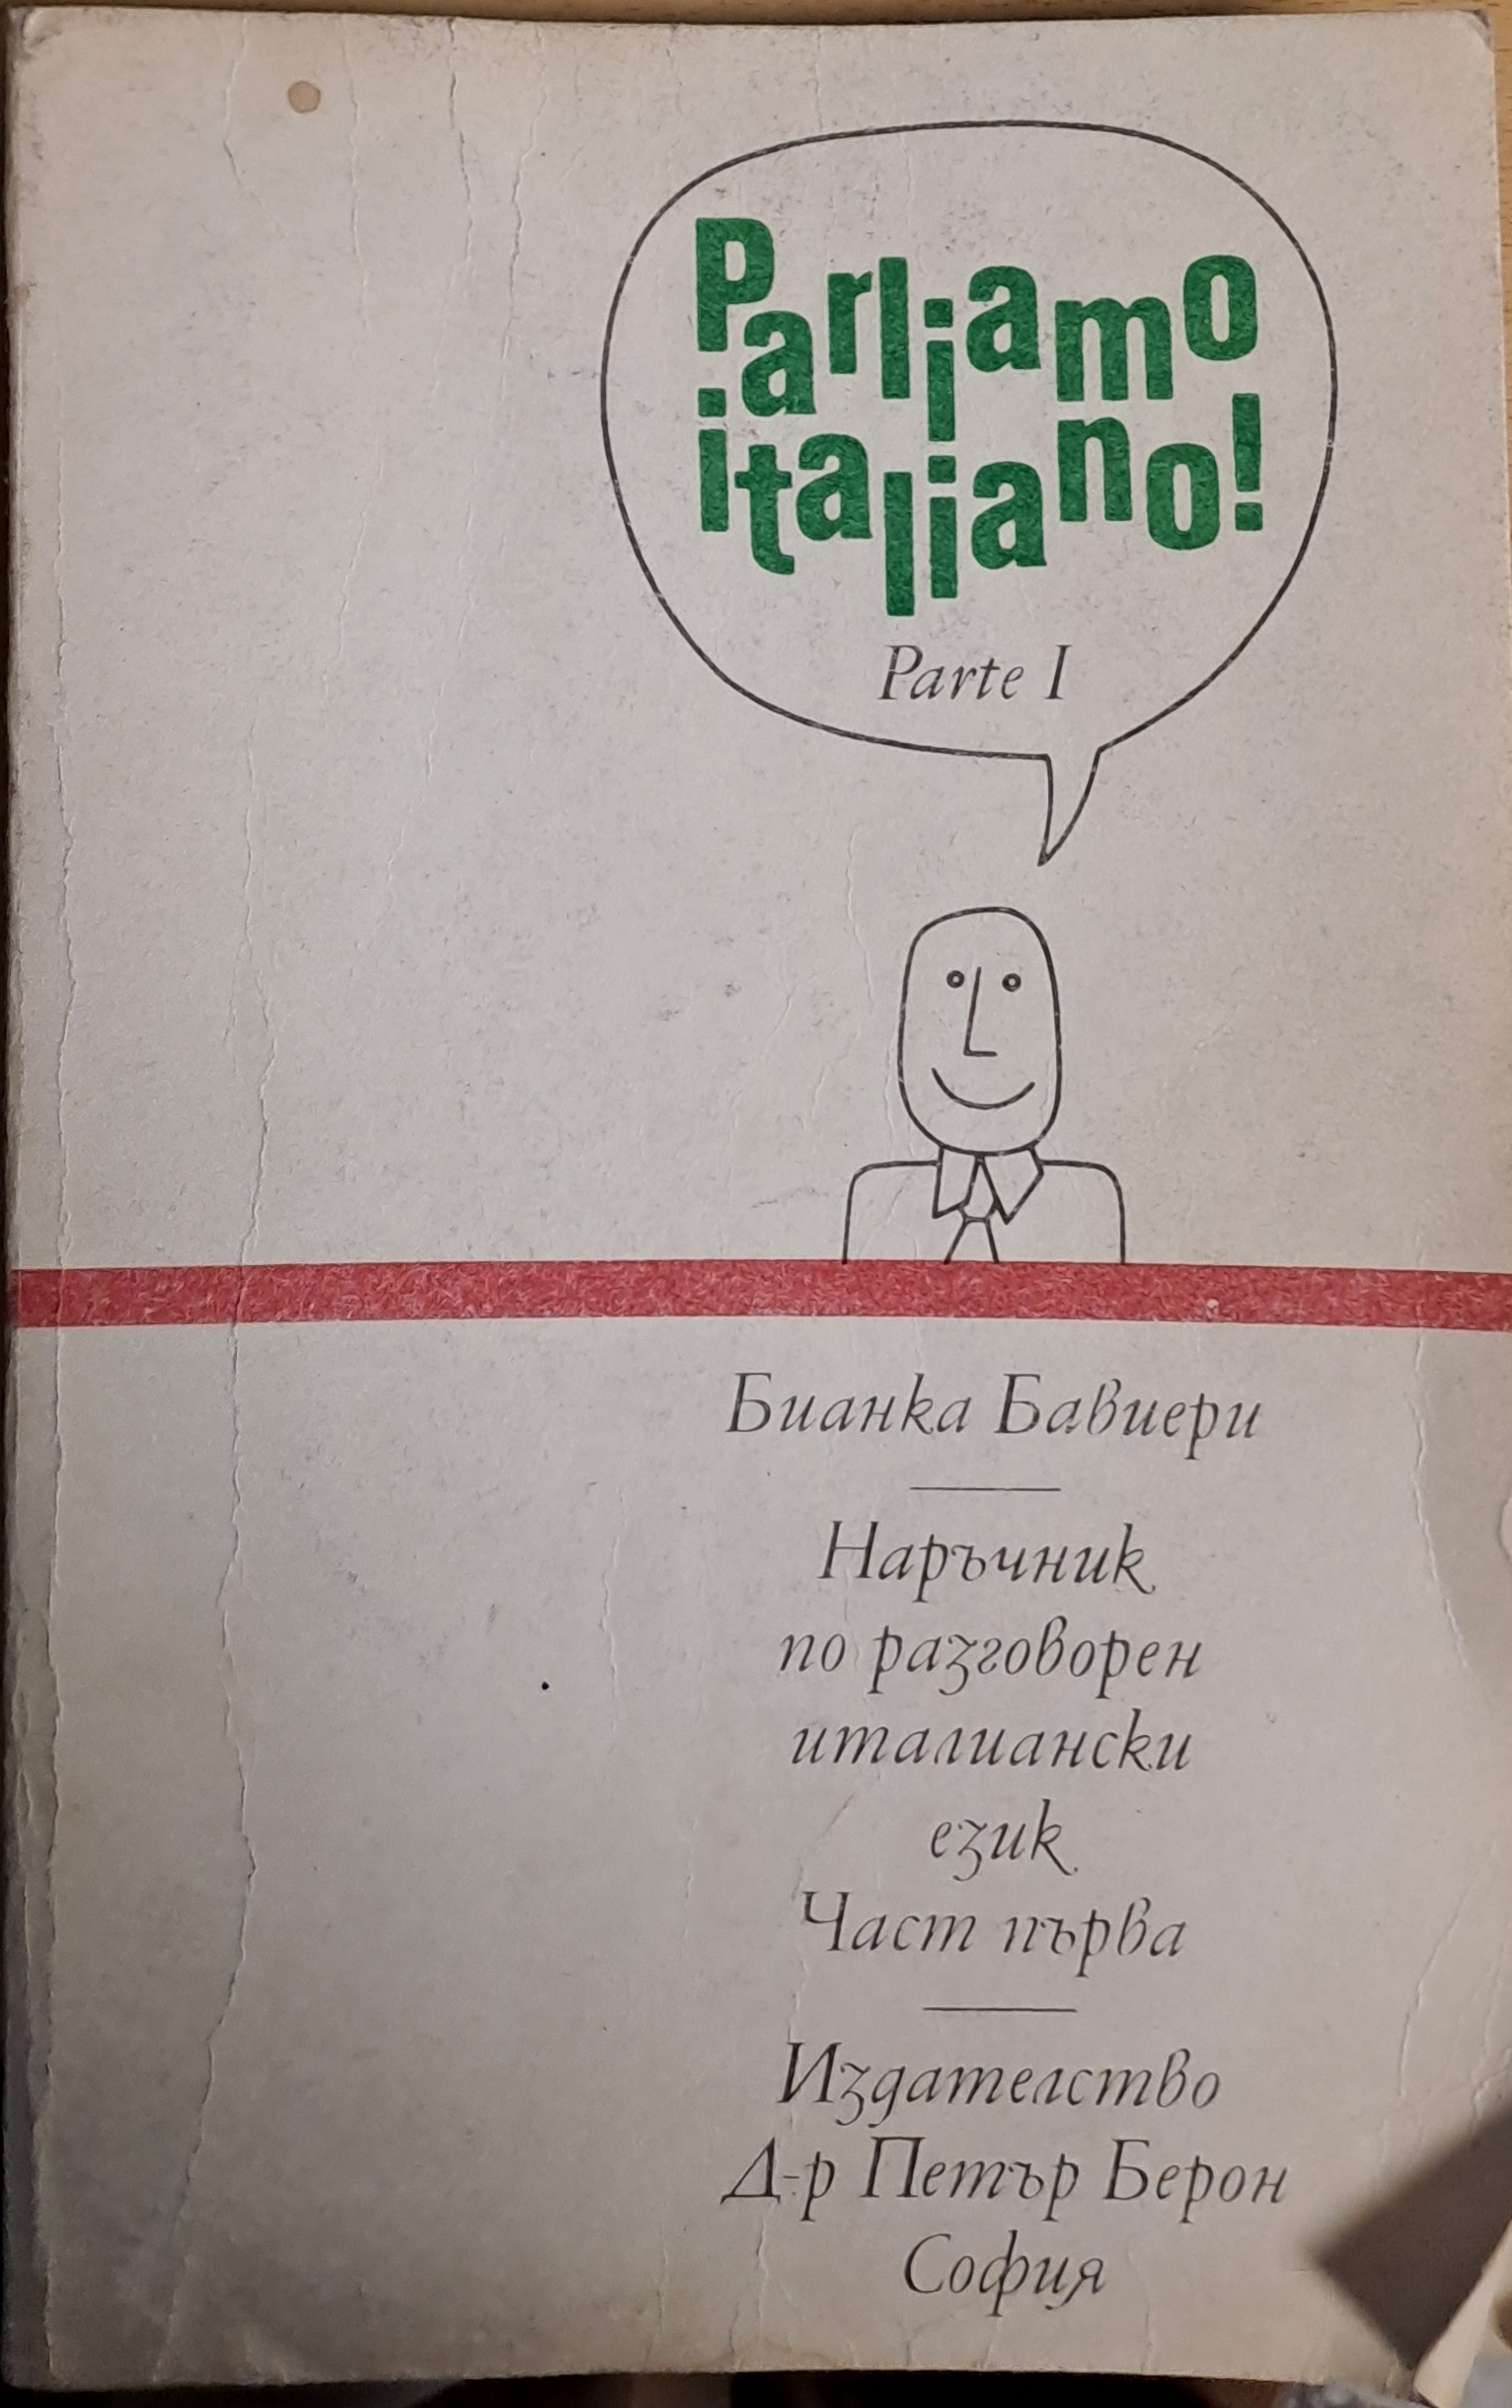 Parliamo
italiano!
Parte I
Бианка Бавиери
Наръчник
по разговорен
италиански
език
Част първа
Издателство
Д-р Петър Берон
София